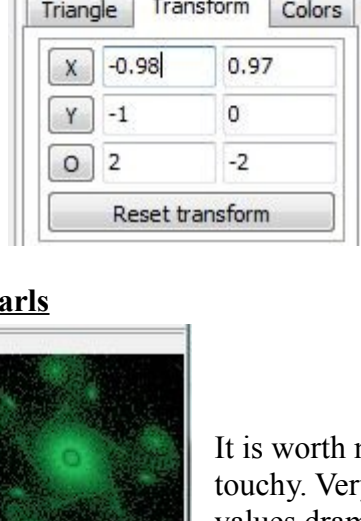 Triangle Transform Colors
X -0.98 0.97
Y -1 0
O 2 -2
Reset transform
arls
It is worth
touchy. Ver
values dram